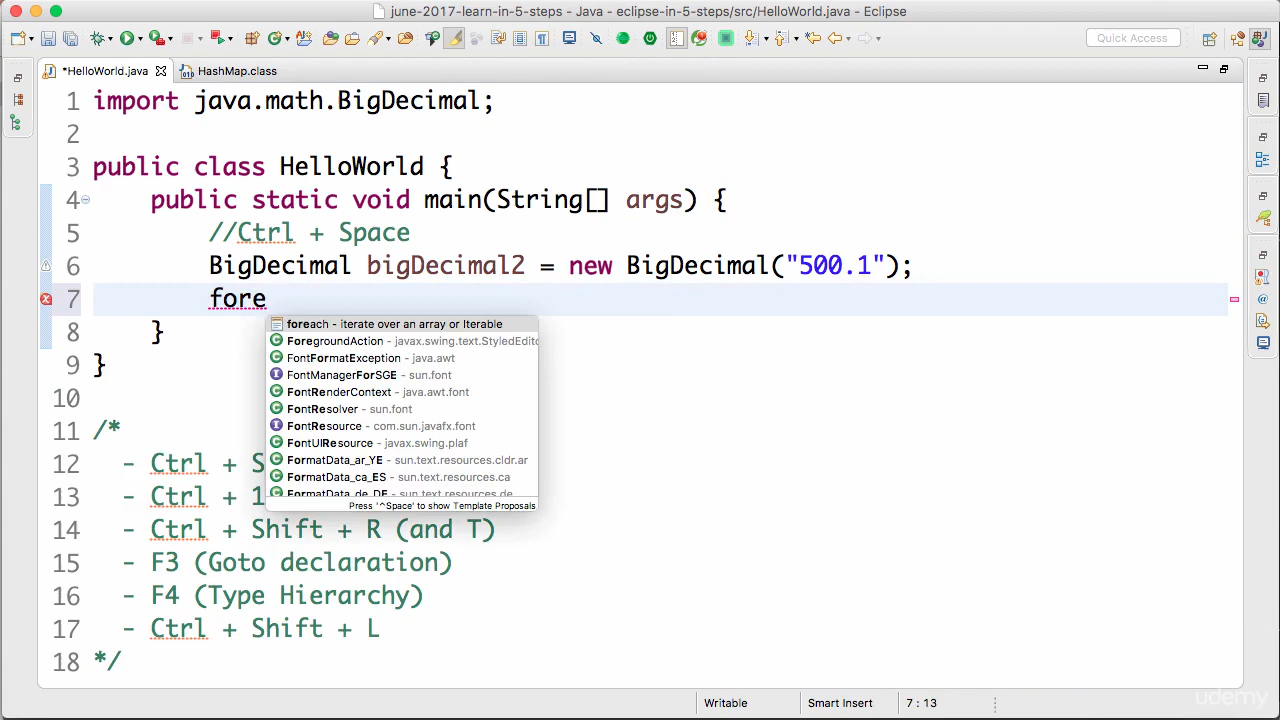 june-2017-learn-in-5-steps - Java - eclipse-in-5-steps/src/HelloWorld.java - Eclipse
Quick Access
*HelloWorld.java HashMap.class
1 import java.math.BigDecimal;
2
3 public class HelloWorld {
4 public static void main(String[] args) {
5 //Ctrl + Space
6 BigDecimal bigDecimal2 = new BigDecimal("500.1");
7 fore
8 }
9 }
10
11 /*
12 - Ctrl + S
13 - Ctrl + 1
14 - Ctrl + Shift + R (and T)
15 - F3 (Goto declaration)
16 - F4 (Type Hierarchy)
17 - Ctrl + Shift + L
18 */
foreach - iterate over an array or Iterable
ForegroundAction - javax.swing.text.StyledEditc
FontFormatException - java.awt
FontManagerForSGE - sun.font
FontRenderContext - java.awt.font
FontResolver - sun.font
FontResource - com.sun.javafx.font
FontUIResource - javax.swing.plaf
FormatData_ar_YE - sun.text.resources.cldr.ar
FormatData_ca_ES - sun.text.resources.ca
FormatData_de_DE - sun.text.resources.de
Press '^Space' to show Template Proposals
Writable Smart Insert 7 : 13
udemy